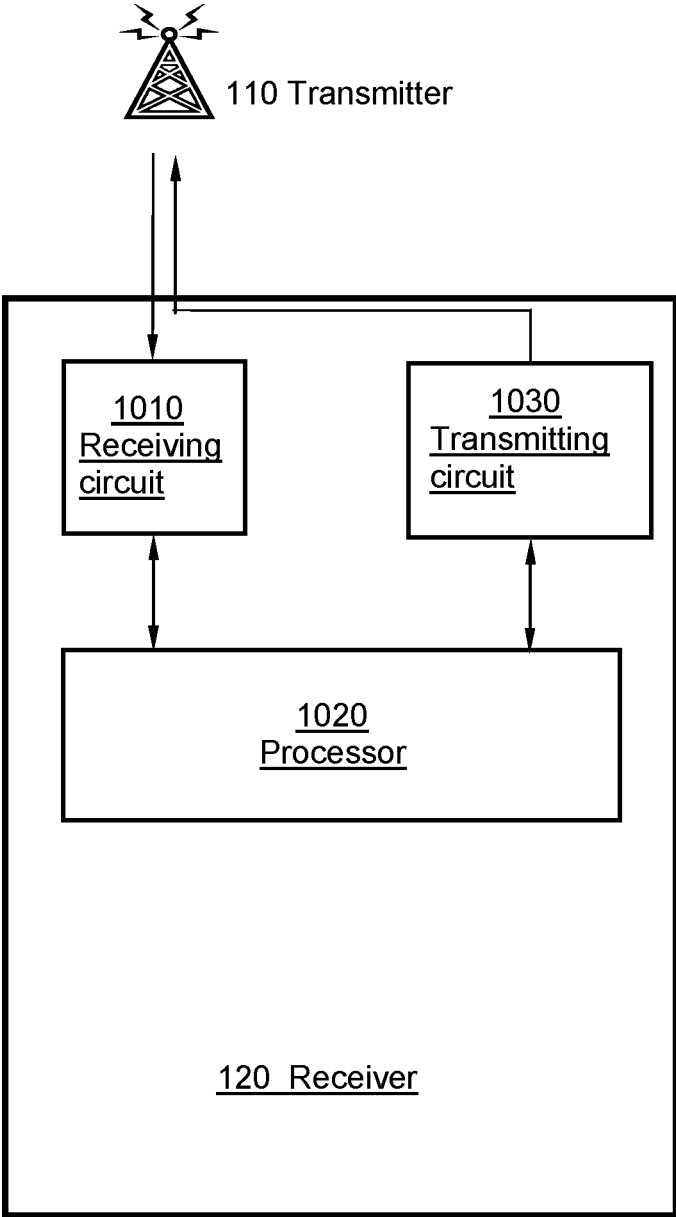 110 Transmitter
1010
Receiving
circuit
1030
Transmitting
circuit
1020
Processor
120 Receiver